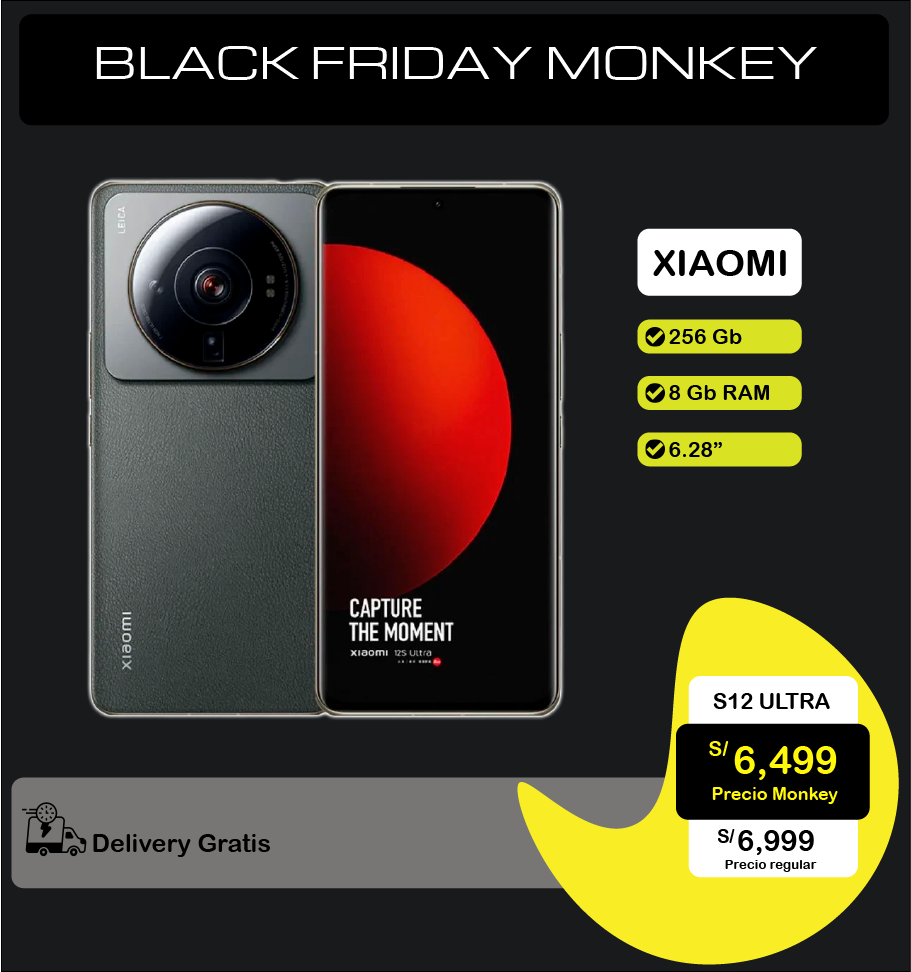 BLACK FRIDAY MONKEY
LEICA
XIAOMI
256 Gb
8 Gb RAM
6.28”
CAPTURE
THE MOMENT
xiaomi 12S Ultra
xiaomi
S12 ULTRA
S/ 6,499
Precio Monkey
S/ 6,999
Precio regular
Delivery Gratis